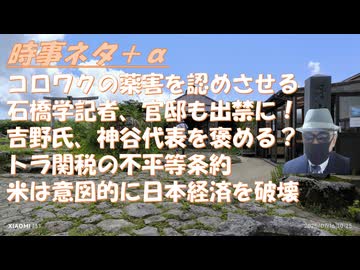 時事ネタ＋α
コロワクの薬害を認めさせる
石橋学記者、官邸も出禁に！
吉野氏、神谷代表を褒める？
トラ関税の不平等条約
米は意図的に日本経済を破壊